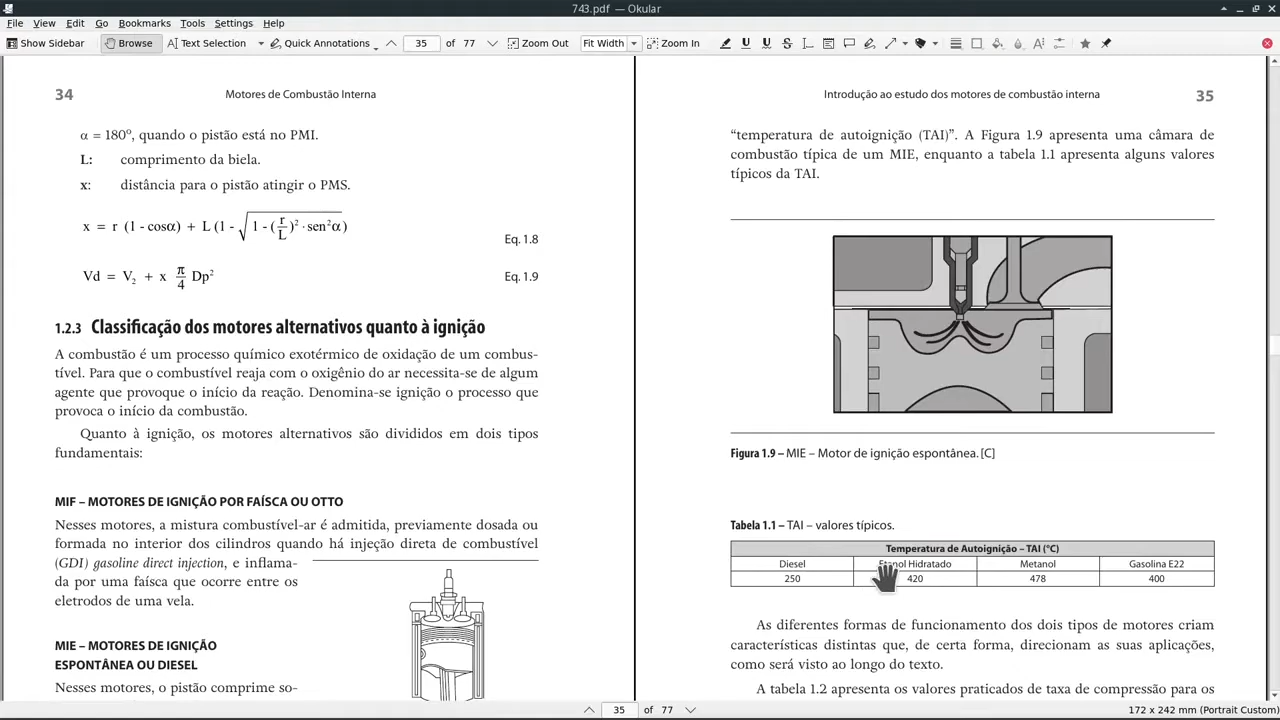 743.pdf — Okular
File View Edit Go Bookmarks Tools Settings Help
Show Sidebar Browse Text Selection Quick Annotations 35 of 77 Zoom Out Fit Width Zoom In
34 Motores de Combustão Interna
α = 180º, quando o pistão está no PMI.
L: comprimento da biela.
x: distância para o pistão atingir o PMS.
x = r (1 - cosα) + L (1 - √(1 - (r/L)² · sen²α))
Eq. 1.8
Vd = V₂ + x π/4 Dp²
Eq. 1.9
1.2.3 Classificação dos motores alternativos quanto à ignição
A combustão é um processo químico exotérmico de oxidação de um combus-
tível. Para que o combustível reaja com o oxigênio do ar necessita-se de algum
agente que provoque o início da reação. Denomina-se ignição o processo que
provoca o início da combustão.
Quanto à ignição, os motores alternativos são divididos em dois tipos
fundamentais:
MIF – MOTORES DE IGNIÇÃO POR FAÍSCA OU OTTO
Nesses motores, a mistura combustível-ar é admitida, previamente dosada ou
formada no interior dos cilindros quando há injeção direta de combustível
(GDI) gasoline direct injection), e inflama-
da por uma faísca que ocorre entre os
eletrodos de uma vela.
MIE – MOTORES DE IGNIÇÃO
ESPONTÂNEA OU DIESEL
Nesses motores, o pistão comprime so-
Introdução ao estudo dos motores de combustão interna 35
“temperatura de autoignição (TAI)”. A Figura 1.9 apresenta uma câmara de
combustão típica de um MIE, enquanto a tabela 1.1 apresenta alguns valores
típicos da TAI.
Figura 1.9 – MIE – Motor de ignição espontânea. [C]
Tabela 1.1 – TAI – valores típicos.
Temperatura de Autoignição – TAI (°C)
Diesel Etanol Hidratado Metanol Gasolina E22
250 420 478 400
As diferentes formas de funcionamento dos dois tipos de motores criam
características distintas que, de certa forma, direcionam as suas aplicações,
como será visto ao longo do texto.
A tabela 1.2 apresenta os valores praticados de taxa de compressão para os
35 of 77
172 x 242 mm (Portrait Custom)